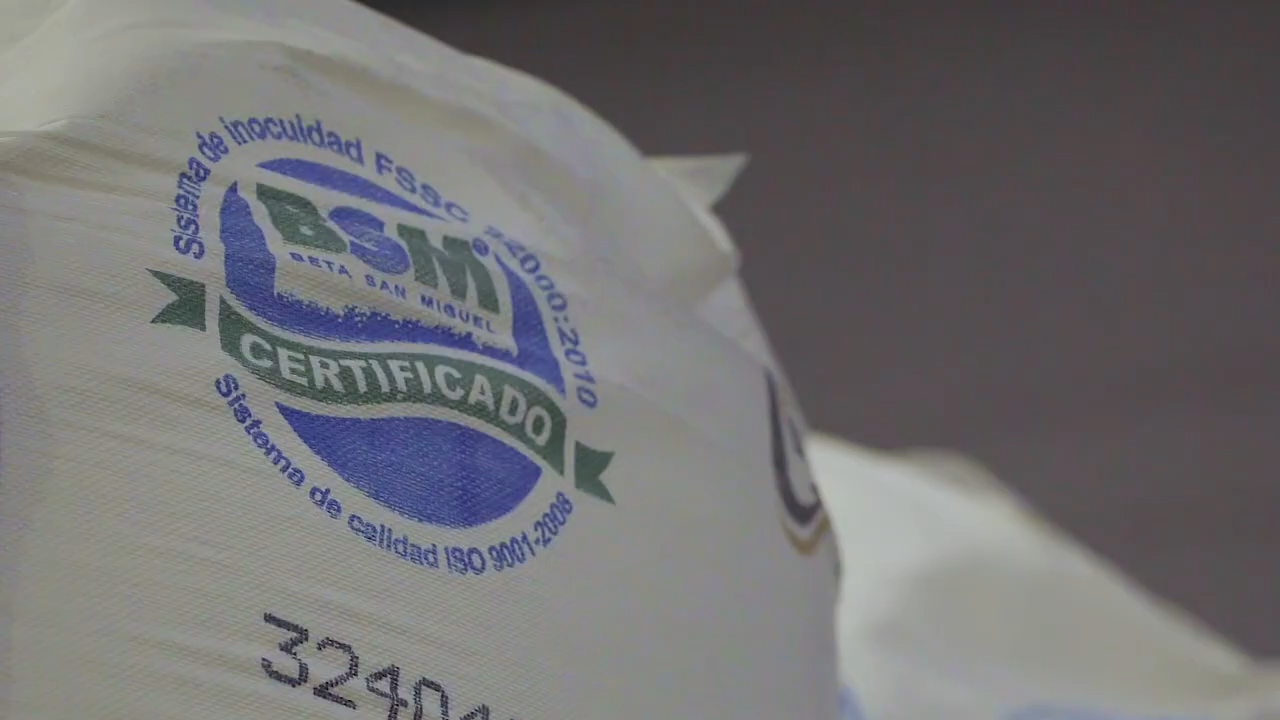 Sistema de inocuidad FSSC 22000:2010
BSM®
BETA SAN MIGUEL
CERTIFICADO
Sistema de calidad ISO 9001-2008